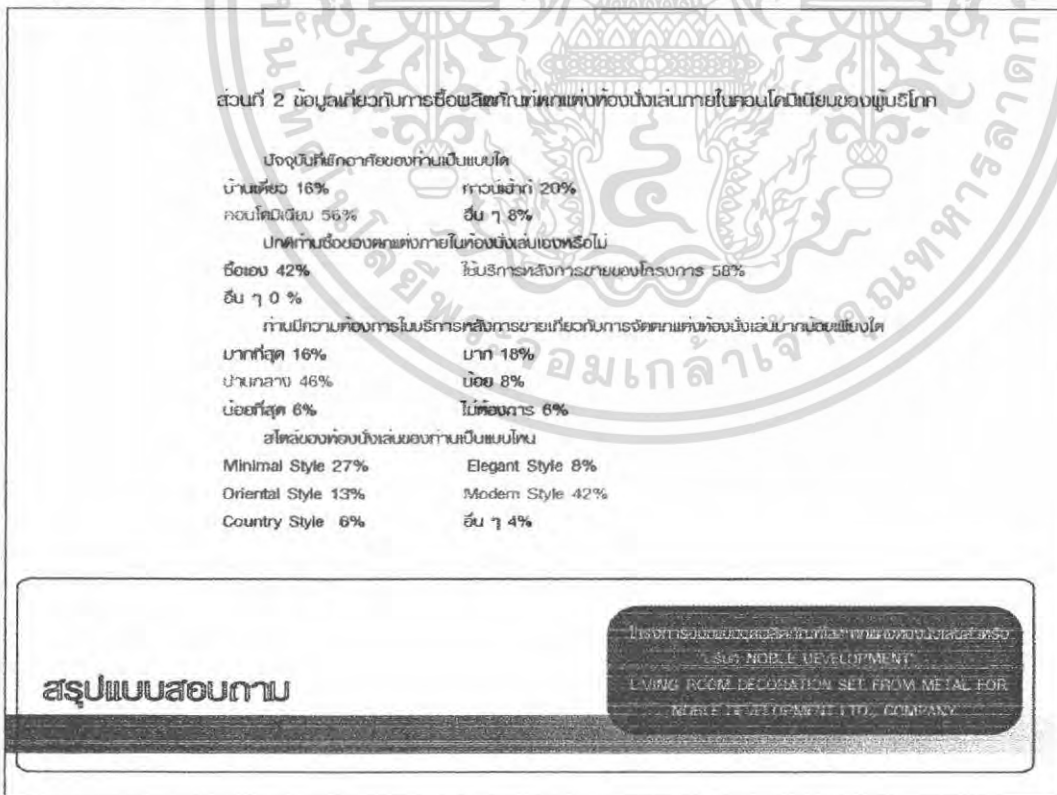 ส่วนที่ 2 ข้อมูลเกี่ยวกับการซื้อผลิตภัณฑ์ตกแต่งห้องนั่งเล่นภายในคอนโดมิเนียมของผู้บริโภค
ปัจจุบันที่พักอาศัยของท่านเป็นแบบใด
บ้านเดี่ยว 16% ทาวน์เฮ้าท์ 20%
คอนโดมิเนียม 56% อื่น ๆ 8%
ปกติท่านซื้อของตกแต่งภายในห้องนั่งเล่นเองหรือไม่
ซื้อเอง 42% ใช้บริการหลังการขายของโครงการ 58%
อื่น ๆ 0 %
ท่านมีความต้องการในบริการหลังการขายเกี่ยวกับการจัดตกแต่งห้องนั่งเล่นมากน้อยเพียงใด
มากที่สุด 16% มาก 18%
ปานกลาง 46% น้อย 8%
น้อยที่สุด 6% ไม่ต้องการ 6%
สไตล์ของห้องนั่งเล่นของท่านเป็นแบบไหน
Minimal Style 27% Elegant Style 8%
Oriental Style 13% Modern Style 42%
Country Style 6% อื่น ๆ 4%
สรุปแบบสอบถาม
NOBLE DEVELOPMENT
LIVING ROOM DECORATION SET FROM METAL FOR
NOBLE DEVELOPMENT LTD., COMPANY